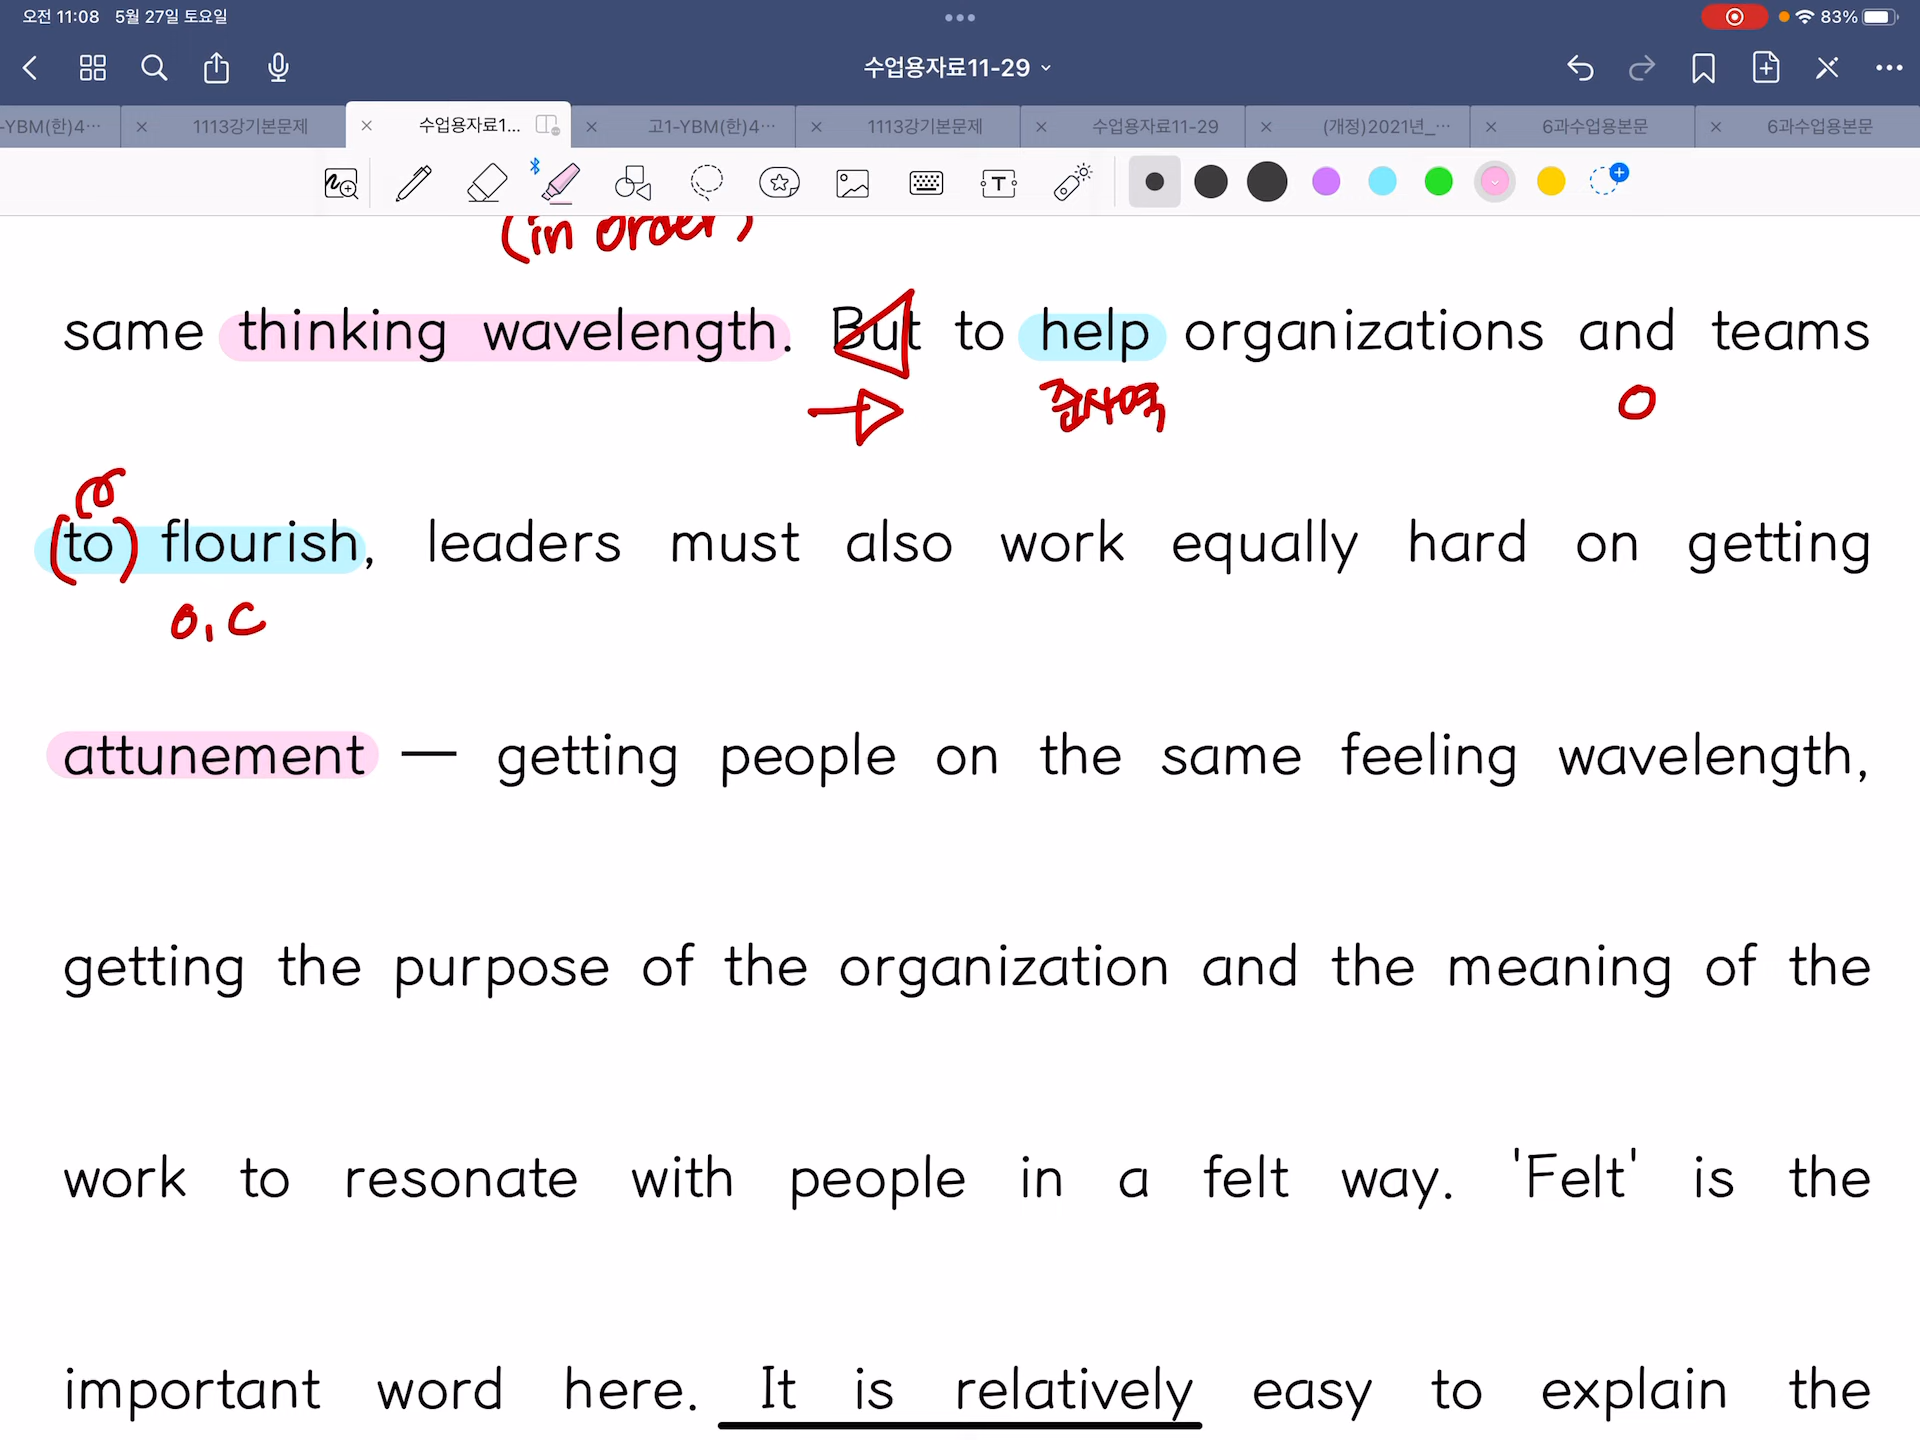 오전 11:08 5월 27일 토요일
83%
수업용자료11-29
-YBM(한)4…
1113강기본문제
수업용자료1...
고1-YBM(한)4…
1113강기본문제
수업용자료11-29
(개정)2021년_…
6과수업용본문
6과수업용본문
T
(in order)
same thinking wavelength. But to help organizations and teams
준사역 O
(to) flourish, leaders must also work equally hard on getting
O.C
attunement — getting people on the same feeling wavelength,
getting the purpose of the organization and the meaning of the
work to resonate with people in a felt way. 'Felt' is the
important word here. It is relatively easy to explain the